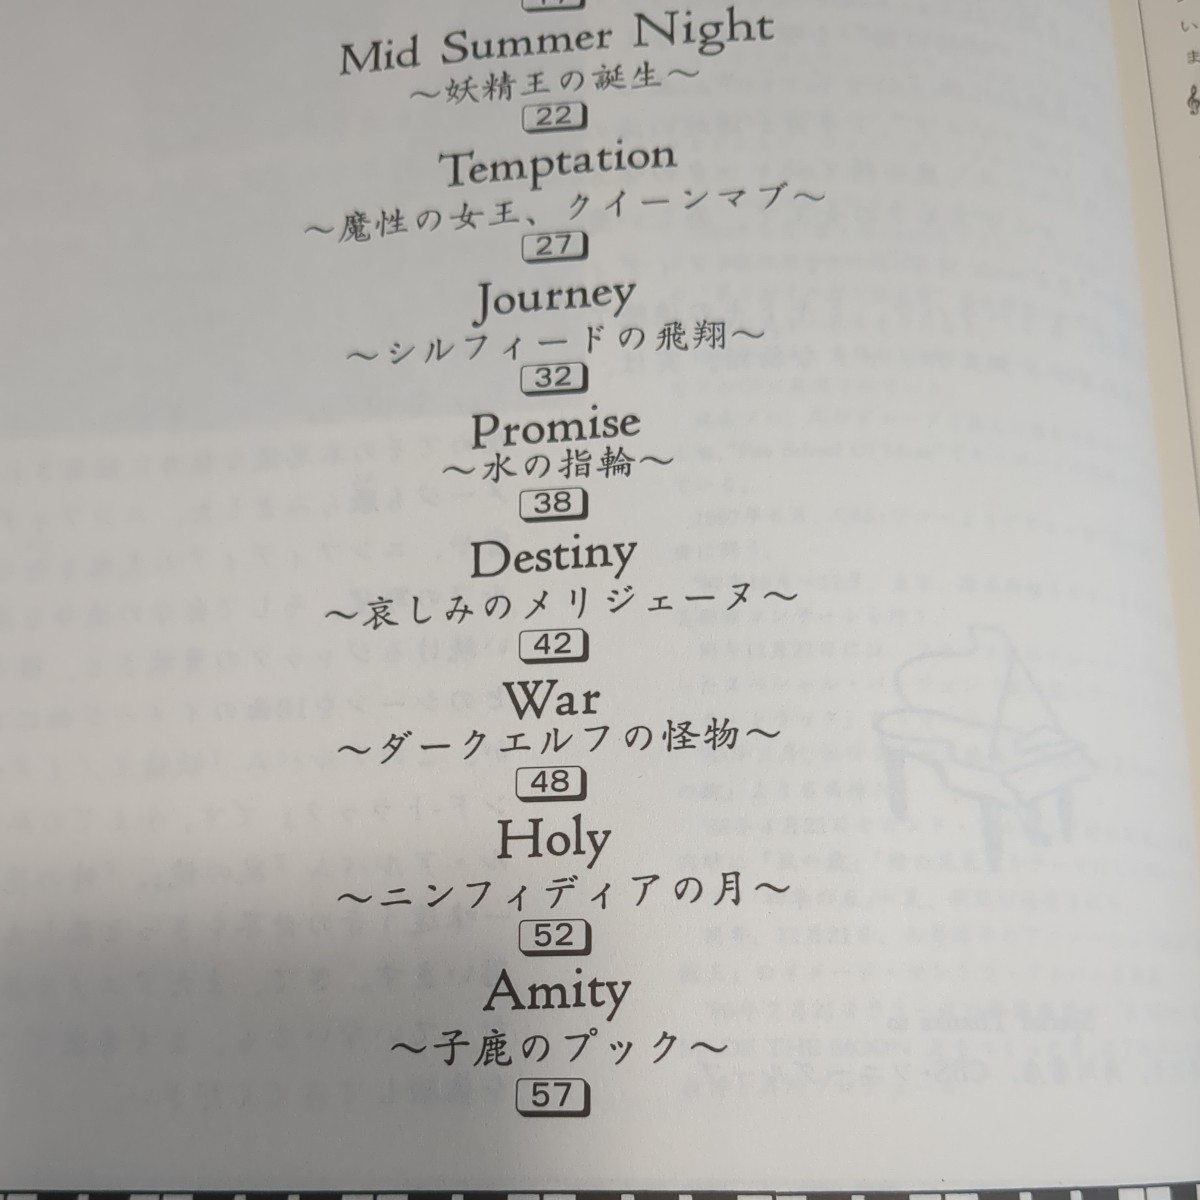 Mid Summer Night
〜妖精王の誕生〜
22
Temptation
〜魔性の女王、クイーンマブ〜
27
Journey
〜シルフィードの飛翔〜
32
Promise
〜水の指輪〜
38
Destiny
〜哀しみのメリジェーヌ〜
42
War
〜ダークエルフの怪物〜
48
Holy
〜ニンフィディアの月〜
52
Amity
〜子鹿のプック〜
57